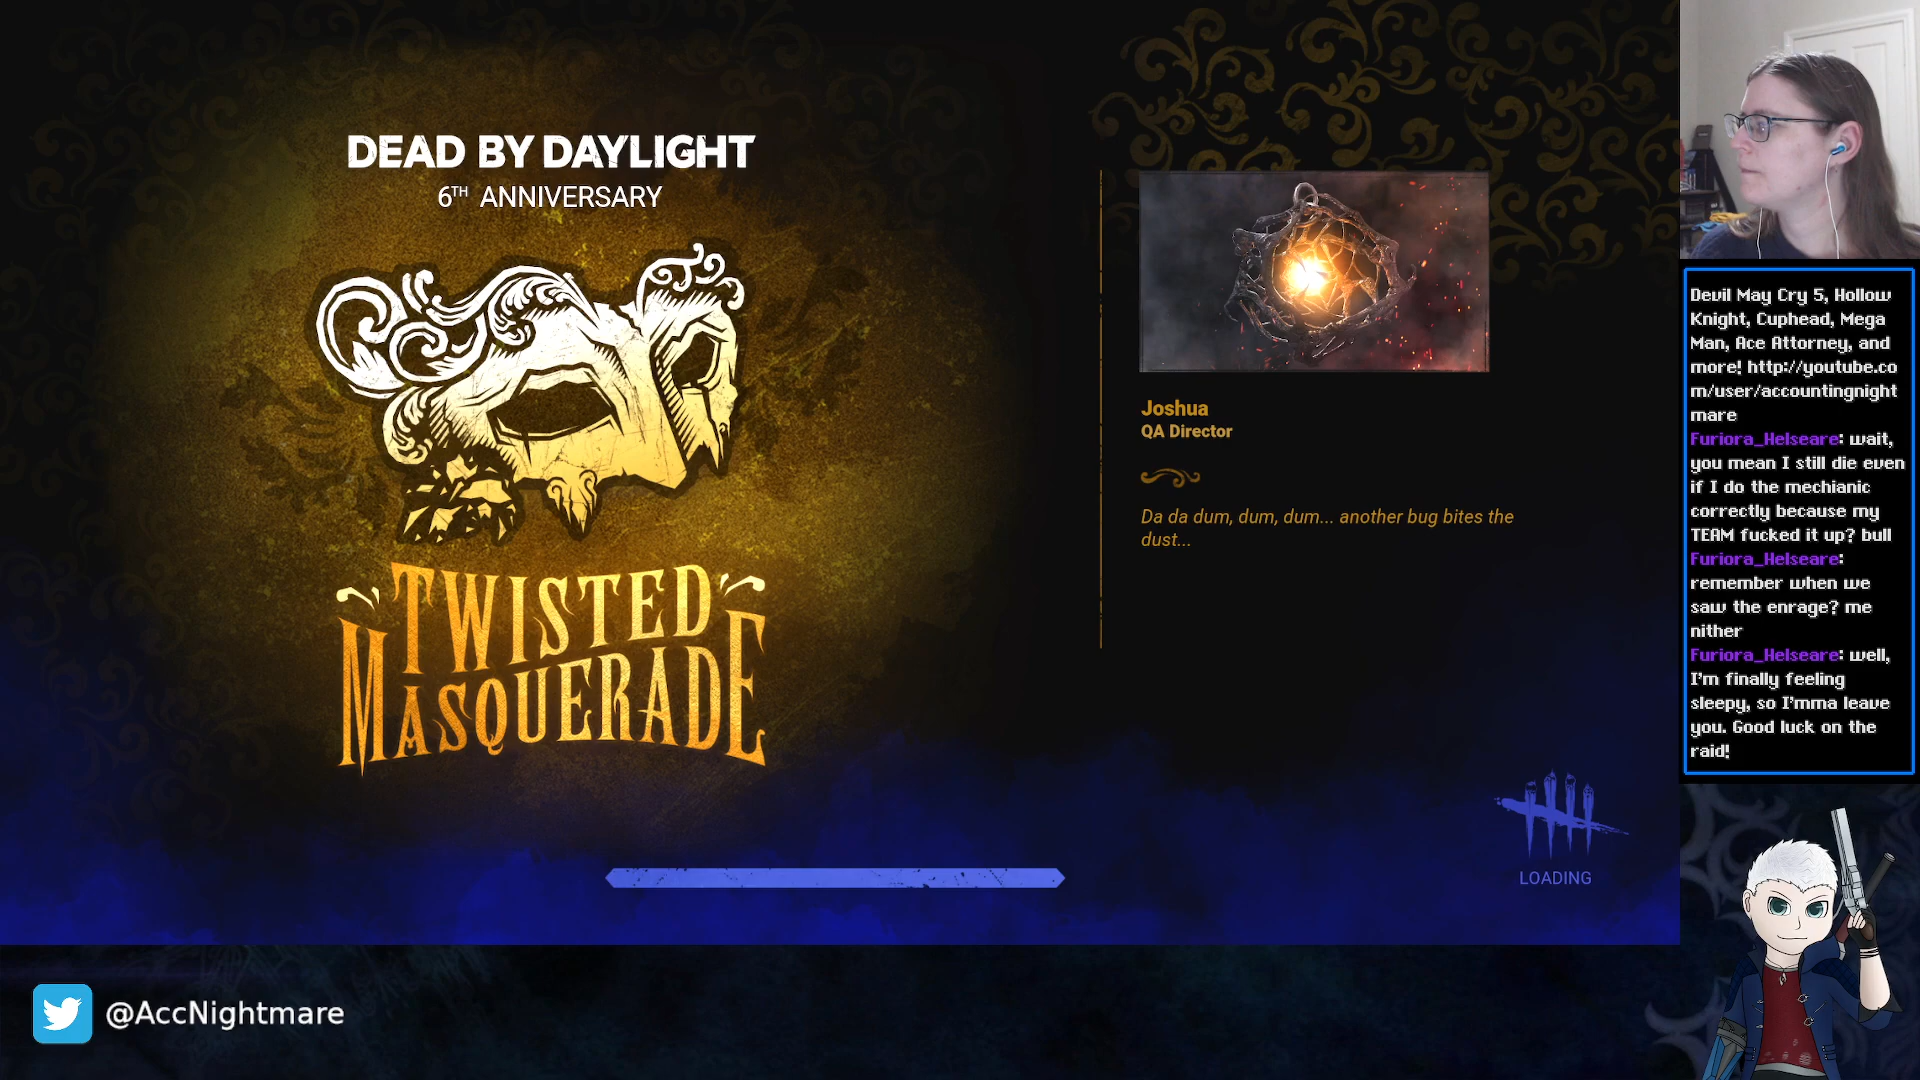 DEAD BY DAYLIGHT
6TH ANNIVERSARY
TWISTED
MASQUERADE
Joshua
QA Director
Da da dum, dum, dum... another bug bites the
dust...
LOADING
@AccNightmare
Devil May Cry 5, Hollow
Knight, Cuphead, Mega
Man, Ace Attorney, and
more! http://youtube.co
m/user/accountingnight
mare
Furiora_Helseare: wait,
you mean I still die even
if I do the mechianic
correctly because my
TEAM fucked it up? bull
Furiora_Helseare:
remember when we
saw the enrage? me
nither
Furiora_Helseare: well,
I'm finally feeling
sleepy, so I'mma leave
you. Good luck on the
raid!